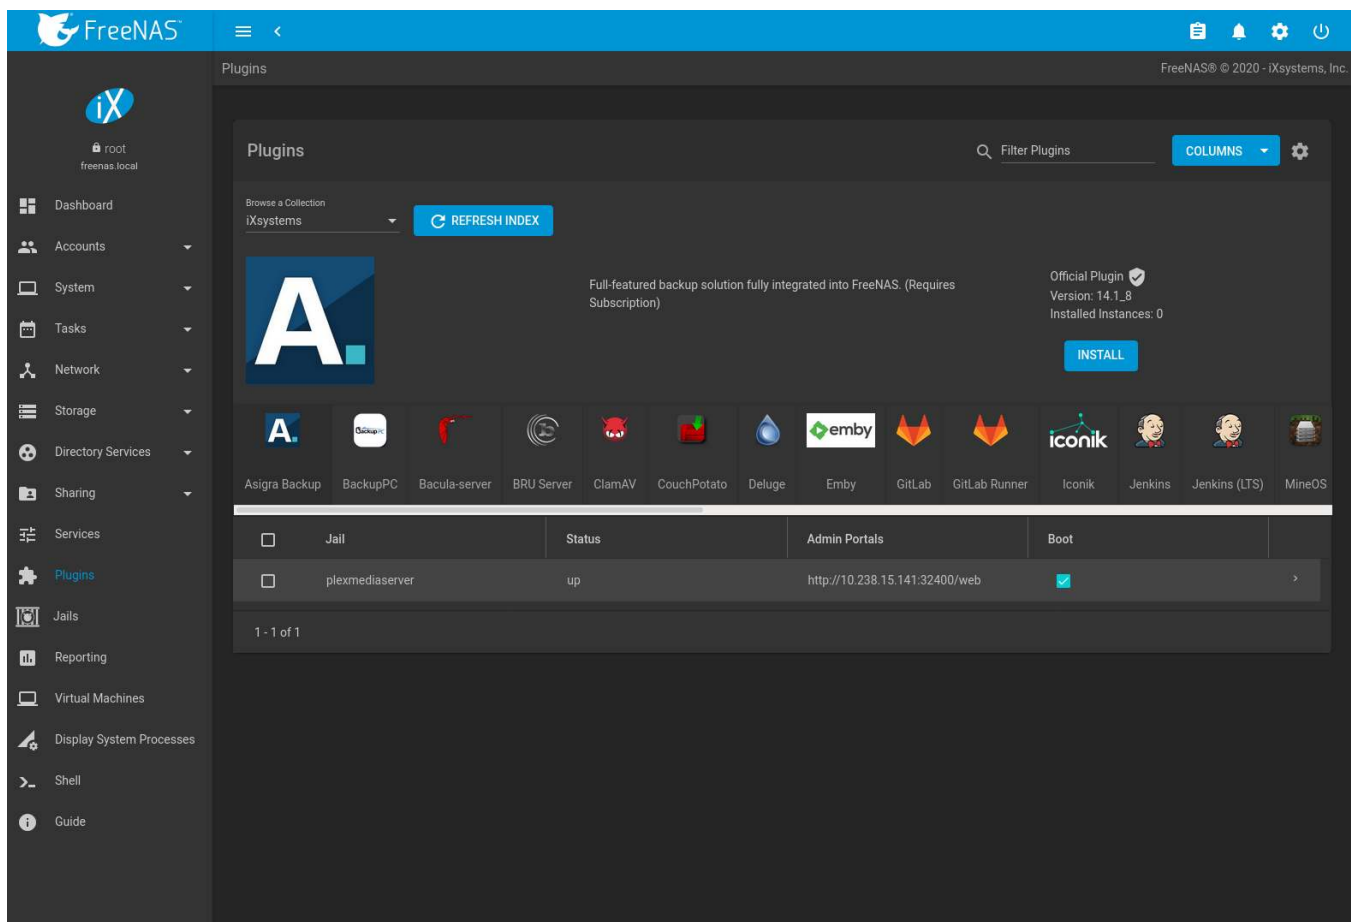 FreeNAS
Plugins
FreeNAS® © 2020 - iXsystems, Inc.
iX
root
freenas.local
Dashboard
Accounts
System
Tasks
Network
Storage
Directory Services
Sharing
Services
Plugins
Jails
Reporting
Virtual Machines
Display System Processes
Shell
Guide
Plugins
Filter Plugins
COLUMNS
Browse a Collection
iXsystems
REFRESH INDEX
A.
Full-featured backup solution fully integrated into FreeNAS. (Requires
Subscription)
Official Plugin
Version: 14.1_8
Installed Instances: 0
INSTALL
A.
BackupPC
emby
iconik
Asigra Backup
BackupPC
Bacula-server
BRU Server
ClamAV
CouchPotato
Deluge
Emby
GitLab
GitLab Runner
Iconik
Jenkins
Jenkins (LTS)
MineOS
Jail Status Admin Portals Boot
plexmediaserver up http://10.238.15.141:32400/web
1 - 1 of 1